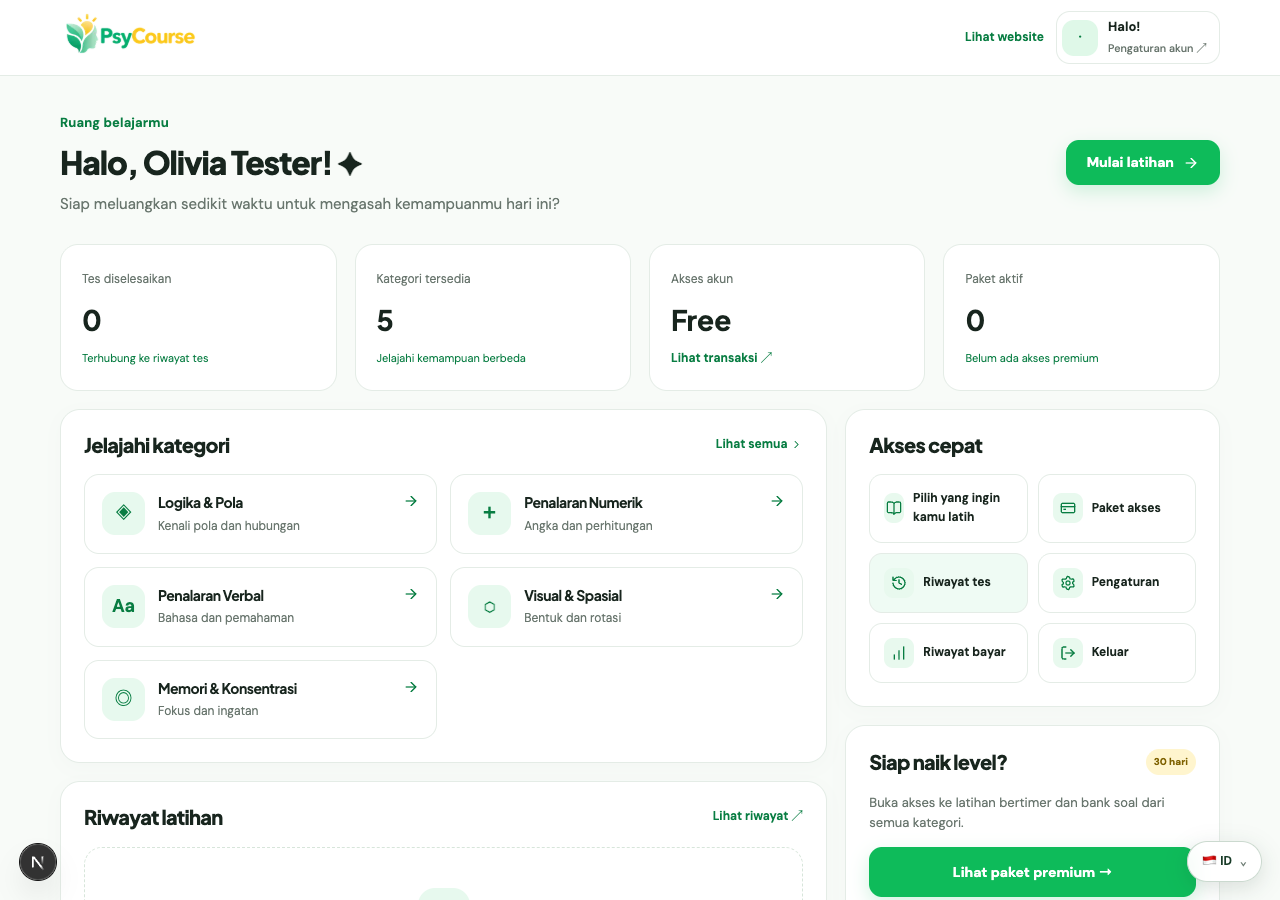 PsyCourse
Lihat website
Halo!
Pengaturan akun ↗
Ruang belajarmu
Halo, Olivia Tester! ✦
Siap meluangkan sedikit waktu untuk mengasah kemampuanmu hari ini?
Mulai latihan →
Tes diselesaikan
0
Terhubung ke riwayat tes
Kategori tersedia
5
Jelajahi kemampuan berbeda
Akses akun
Free
Lihat transaksi ↗
Paket aktif
0
Belum ada akses premium
Jelajahi kategori
Lihat semua ›
Logika & Pola
Kenali pola dan hubungan
Penalaran Numerik
Angka dan perhitungan
Aa
Penalaran Verbal
Bahasa dan pemahaman
Visual & Spasial
Bentuk dan rotasi
Memori & Konsentrasi
Fokus dan ingatan
Akses cepat
Pilih yang ingin
kamu latih
Paket akses
Riwayat tes
Pengaturan
Riwayat bayar
Keluar
Siap naik level?
30 hari
Buka akses ke latihan bertimer dan bank soal dari
semua kategori.
Lihat paket premium →
Riwayat latihan
Lihat riwayat ↗
N
🇮🇩 ID